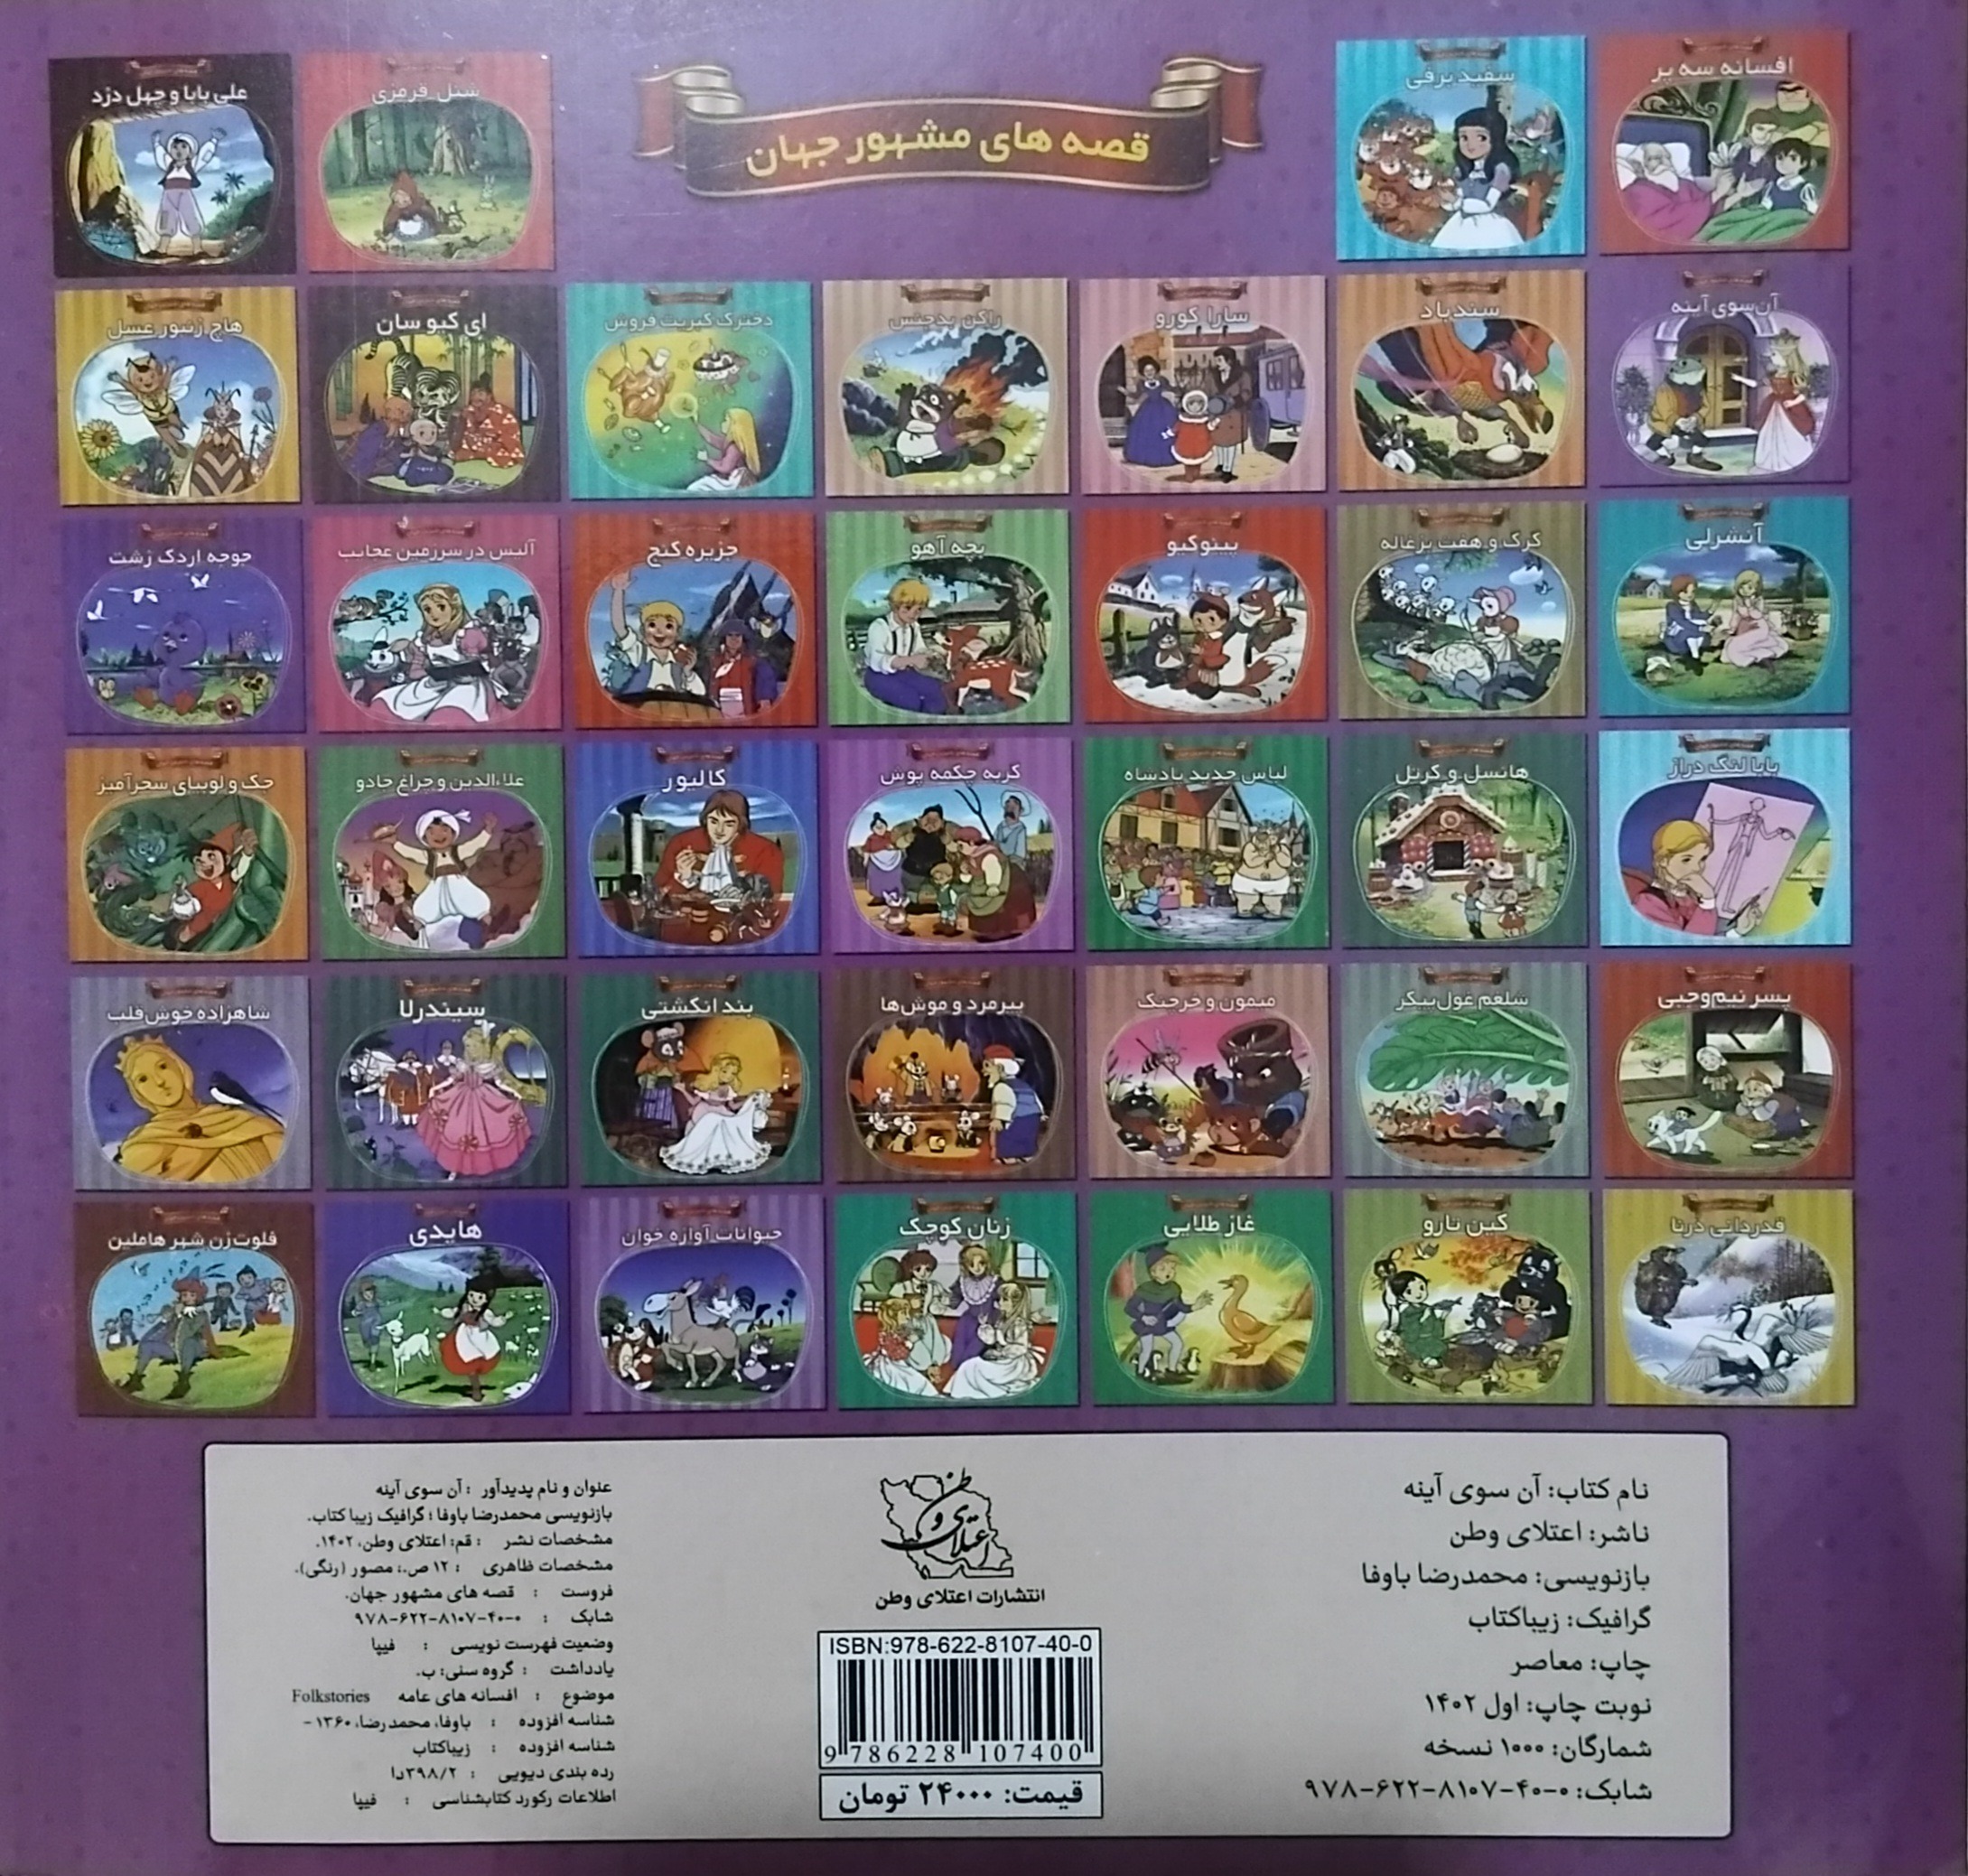 قصه های مشهور جهان
افسانه سه پر
سفید برفی
شنل قرمزی
علی بابا و چهل دزد
آن‌سوی آینه
سندباد
سارا کورو
راکن بدجنس
دخترک کبریت فروش
ای کیو سان
هاچ زنبور عسل
آنشرلی
گرگ و هفت بزغاله
پینوکیو
بچه آهو
جزیره گنج
آلیس در سرزمین عجایب
جوجه اردک زشت
بابا لنگ دراز
هانسل و گرتل
لباس جدید پادشاه
گربه چکمه پوش
گالیور
علاءالدین و چراغ جادو
جک و لوبیای سحرآمیز
پسر نیم‌وجبی
شلغم غول‌پیکر
میمون و خرچنگ
پیرمرد و موش‌ها
بند انگشتی
سیندرلا
شاهزاده خوش‌قلب
قدردانی درنا
کین تارو
غاز طلایی
زنان کوچک
حیوانات آوازه خوان
هایدی
فلوت‌زن شهر هاملین
نام کتاب: آن سوی آینه
ناشر: اعتلای وطن
بازنویسی: محمدرضا باوفا
گرافیک: زیباکتاب
چاپ: معاصر
نوبت چاپ: اول ۱۴۰۲
شمارگان: ۱۰۰۰ نسخه
شابک: ۰-۴۰-۸۱۰۷-۶۲۲-۹۷۸
اعتلای وطن
انتشارات اعتلای وطن
ISBN:978-622-8107-40-0
9 786228 107400
قیمت: ۲۴۰۰۰ تومان
عنوان و نام پدیدآور : آن سوی آینه
بازنویسی محمدرضا باوفا ؛ گرافیک زیبا کتاب.
مشخصات نشر : قم: اعتلای وطن، ۱۴۰۲.
مشخصات ظاهری : ۱۲ ص.: مصور (رنگی).
فروست : قصه های مشهور جهان.
شابک : ۰-۴۰-۸۱۰۷-۶۲۲-۹۷۸
وضعیت فهرست نویسی : فیپا
یادداشت : گروه سنی: ب.
موضوع : افسانه های عامه Folkstories
شناسه افزوده : باوفا، محمدرضا، ۱۳۶۰ -
شناسه افزوده : زیباکتاب
رده بندی دیویی : ۳۹۸/۲دا
اطلاعات رکورد کتابشناسی : فیپا